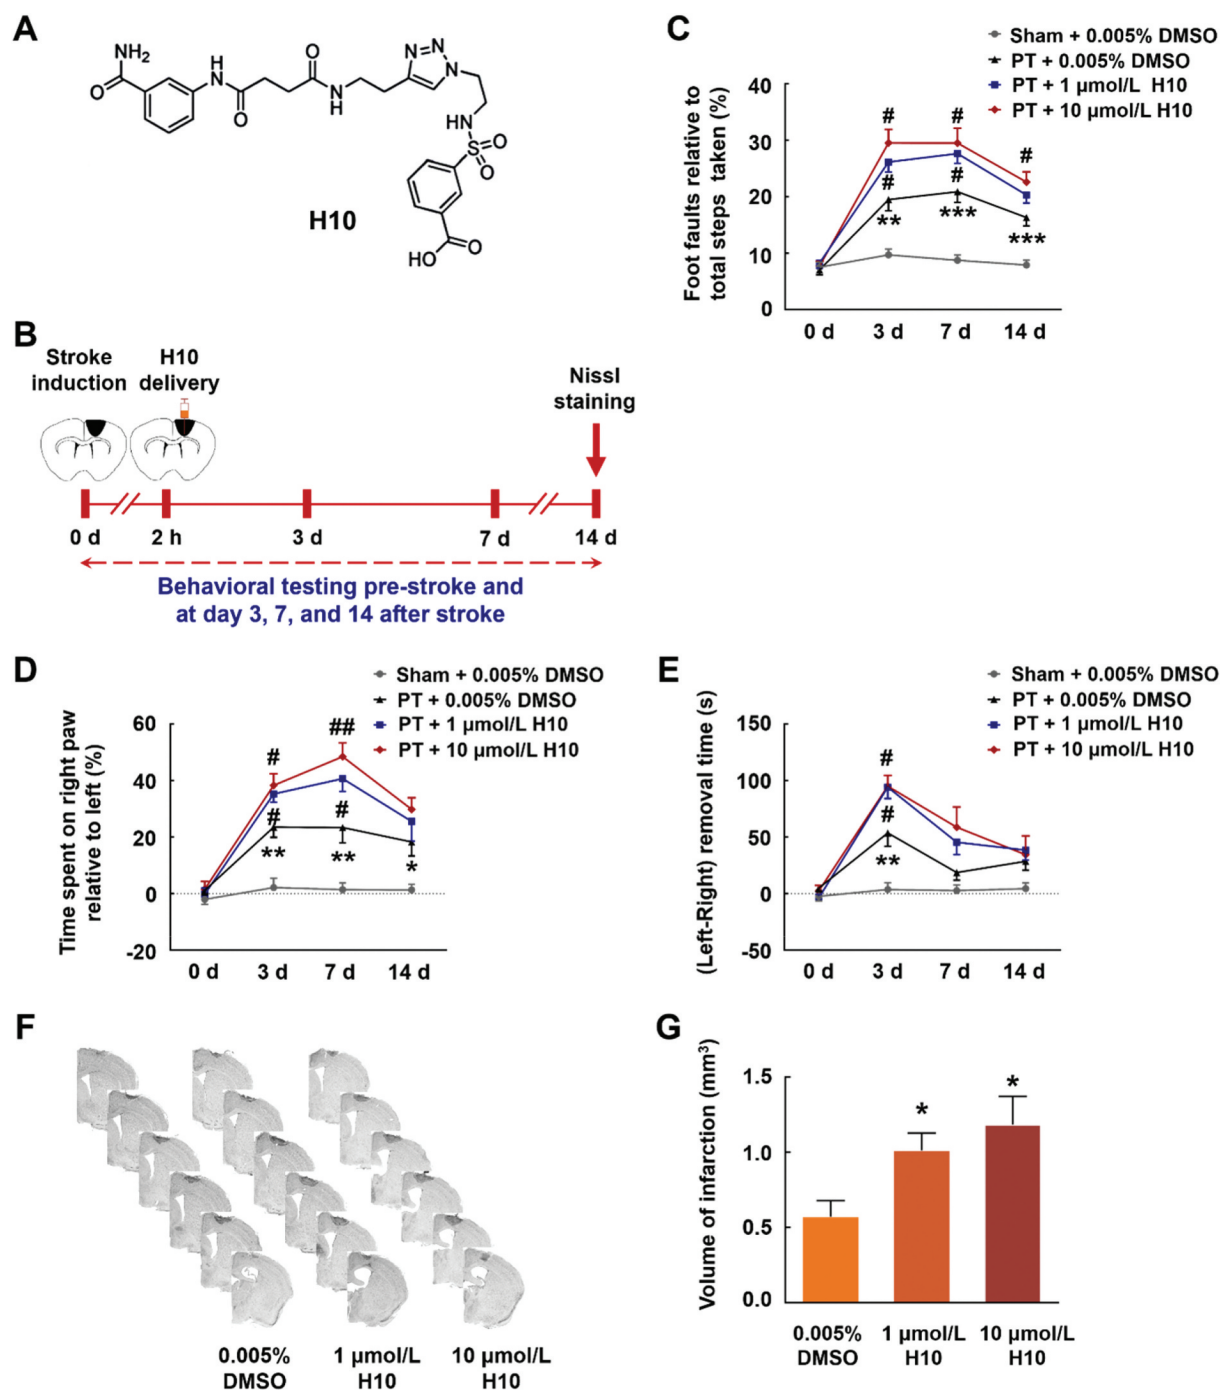 A
NH₂
O
H
N
O
O
N
H
N
N
N
HN
S
O
O
HO
O
H10
B
Stroke
induction
H10
delivery
Nissl
staining
0 d
2 h
3 d
7 d
14 d
Behavioral testing pre-stroke and
at day 3, 7, and 14 after stroke
C
Sham + 0.005% DMSO
PT + 0.005% DMSO
PT + 1 µmol/L H10
PT + 10 µmol/L H10
Foot faults relative to
total steps taken (%)
40
30
20
10
0
# # #
# #
** *** ***
0 d 3 d 7 d 14 d
D
Sham + 0.005% DMSO
PT + 0.005% DMSO
PT + 1 µmol/L H10
PT + 10 µmol/L H10
Time spent on right paw
relative to left (%)
60
40
20
0
-20
# ##
# #
** ** *
0 d 3 d 7 d 14 d
E
Sham + 0.005% DMSO
PT + 0.005% DMSO
PT + 1 µmol/L H10
PT + 10 µmol/L H10
(Left-Right) removal time (s)
150
100
50
0
-50
#
#
**
0 d 3 d 7 d 14 d
F
0.005%
DMSO
1 µmol/L
H10
10 µmol/L
H10
G
Volume of infarction (mm³)
1.5
1.0
0.5
0.0
* *
0.005%
DMSO
1 µmol/L
H10
10 µmol/L
H10